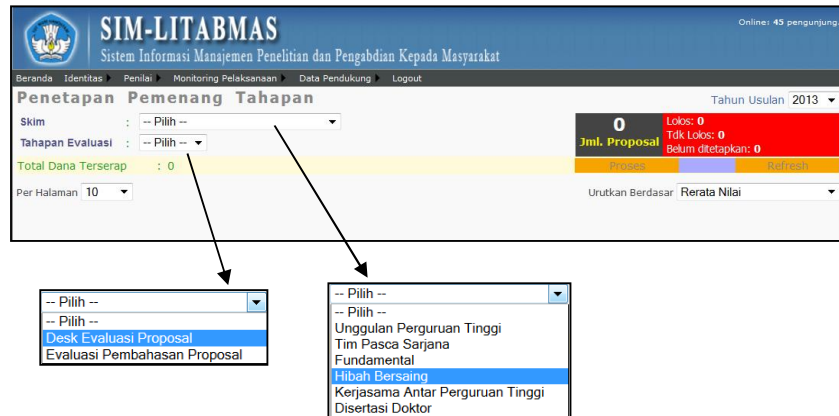 SIM-LITABMAS
Sistem Informasi Manajemen Penelitian dan Pengabdian Kepada Masyarakat
Online: 45 pengunjung.
Beranda Identitas Penilai Monitoring Pelaksanaan Data Pendukung Logout
Penetapan Pemenang Tahapan
Tahun Usulan 2013
Skim : -- Pilih --
Tahapan Evaluasi : -- Pilih --
0
Jml. Proposal
Lolos: 0
Tdk Lolos: 0
Belum ditetapkan: 0
Total Dana Terserap : 0
Proses Refresh
Per Halaman 10
Urutkan Berdasar Rerata Nilai
-- Pilih --
-- Pilih --
Desk Evaluasi Proposal
Evaluasi Pembahasan Proposal
-- Pilih --
-- Pilih --
Unggulan Perguruan Tinggi
Tim Pasca Sarjana
Fundamental
Hibah Bersaing
Kerjasama Antar Perguruan Tinggi
Disertasi Doktor